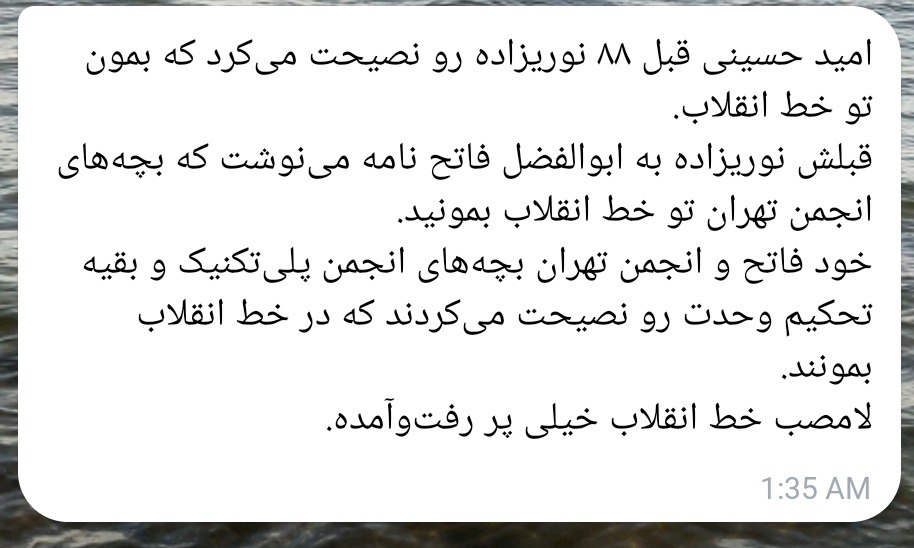 امید حسینی قبل ۸۸ نوریزاده رو نصیحت می‌کرد که بمون
تو خط انقلاب.
قبلش نوریزاده به ابوالفضل فاتح نامه می‌نوشت که بچه‌های
انجمن تهران تو خط انقلاب بمونید.
خود فاتح و انجمن تهران بچه‌های انجمن پلی‌تکنیک و بقیه
تحکیم وحدت رو نصیحت می‌کردند که در خط انقلاب
بمونند.
لامصب خط انقلاب خیلی پر رفت‌وآمده.
1:35 AM